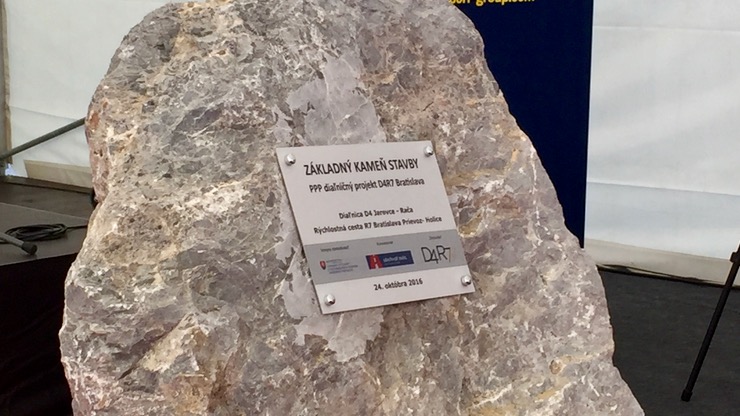 ZÁKLADNÝ KAMEŇ STAVBY
PPP diaľničný projekt D4R7 Bratislava
Diaľnica D4 Jarovce - Rača
Rýchlostná cesta R7 Bratislava Prievoz- Holice
D4R7
24. októbra 2016